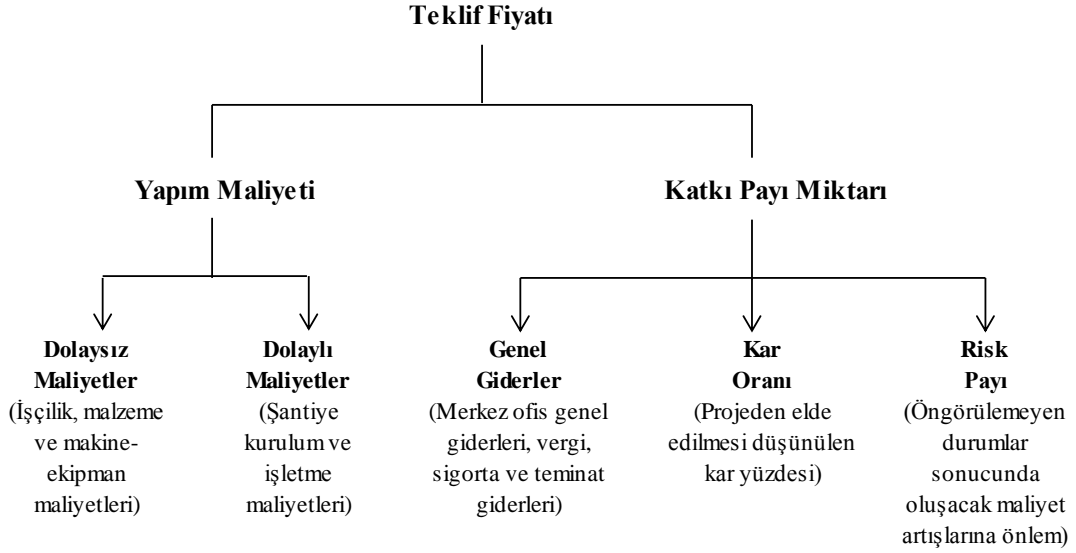 Teklif Fiyatı
Yapım Maliyeti
Katkı Payı Miktarı
Dolaysız
Maliyetler
(İşçilik, malzeme
ve makine-
ekipman
maliyetleri)
Dolaylı
Maliyetler
(Şantiye
kurulum ve
işletme
maliyetleri)
Genel
Giderler
(Merkez ofis genel
giderleri, vergi,
sigorta ve teminat
giderleri)
Kar
Oranı
(Projeden elde
edilmesi düşünülen
kar yüzdesi)
Risk
Payı
(Öngörülemeyen
durumlar
sonucunda
oluşacak maliyet
artışlarına önlem)